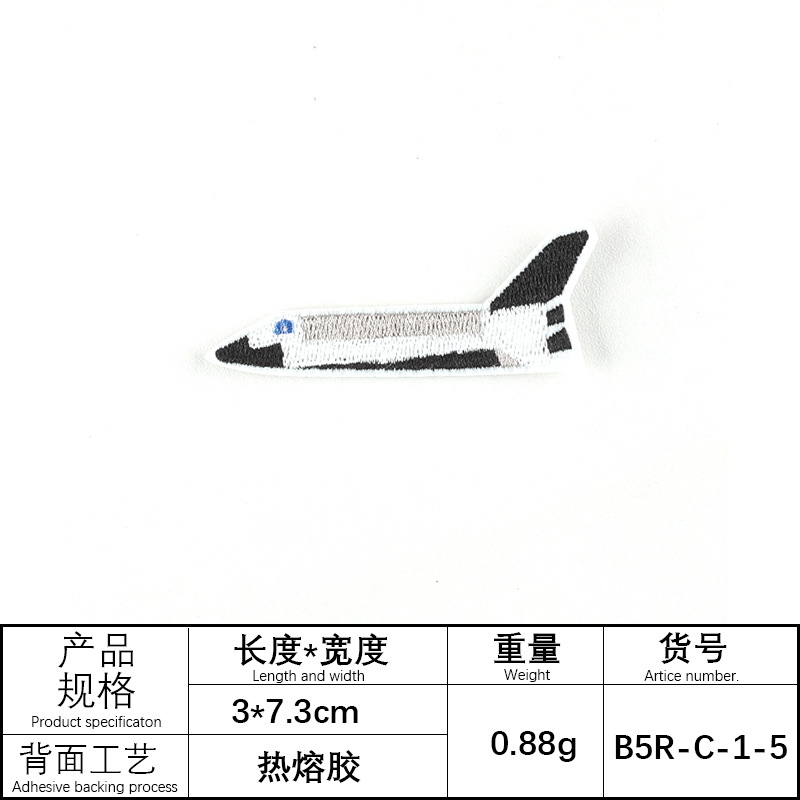 产品
规格
Product specificaton
长度*宽度
Length and width
重量
Weight
货号
Artice number.
3*7.3cm
0.88g
B5R-C-1-5
背面工艺
Adhesive backing process
热熔胶